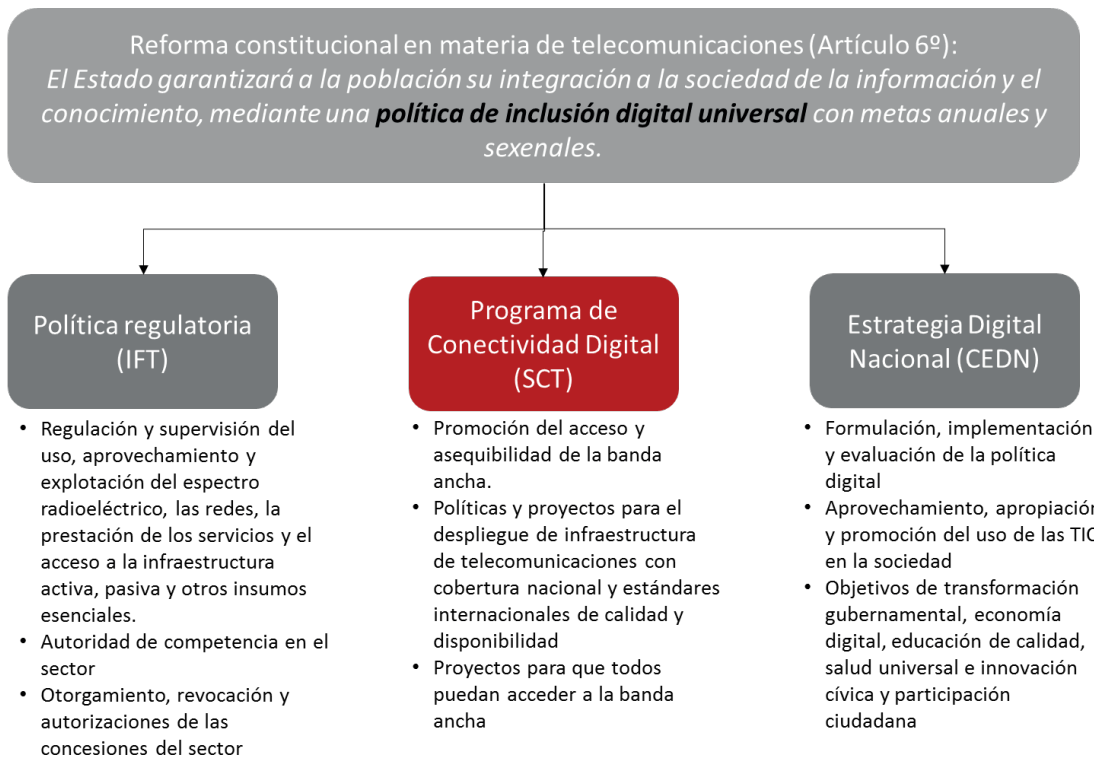 Reforma constitucional en materia de telecomunicaciones (Artículo 6º):
El Estado garantizará a la población su integración a la sociedad de la información y el
conocimiento, mediante una política de inclusión digital universal con metas anuales y
sexenales.
Política regulatoria
(IFT)
• Regulación y supervisión del
uso, aprovechamiento y
explotación del espectro
radioeléctrico, las redes, la
prestación de los servicios y el
acceso a la infraestructura
activa, pasiva y otros insumos
esenciales.
• Autoridad de competencia en el
sector
• Otorgamiento, revocación y
autorizaciones de las
concesiones del sector
Programa de
Conectividad Digital
(SCT)
• Promoción del acceso y
asequibilidad de la banda
ancha.
• Políticas y proyectos para el
despliegue de infraestructura
de telecomunicaciones con
cobertura nacional y estándares
internacionales de calidad y
disponibilidad
• Proyectos para que todos
puedan acceder a la banda
ancha
Estrategia Digital
Nacional (CEDN)
• Formulación, implementación
y evaluación de la política
digital
• Aprovechamiento, apropiación
y promoción del uso de las TIC
en la sociedad
• Objetivos de transformación
gubernamental, economía
digital, educación de calidad,
salud universal e innovación
cívica y participación
ciudadana